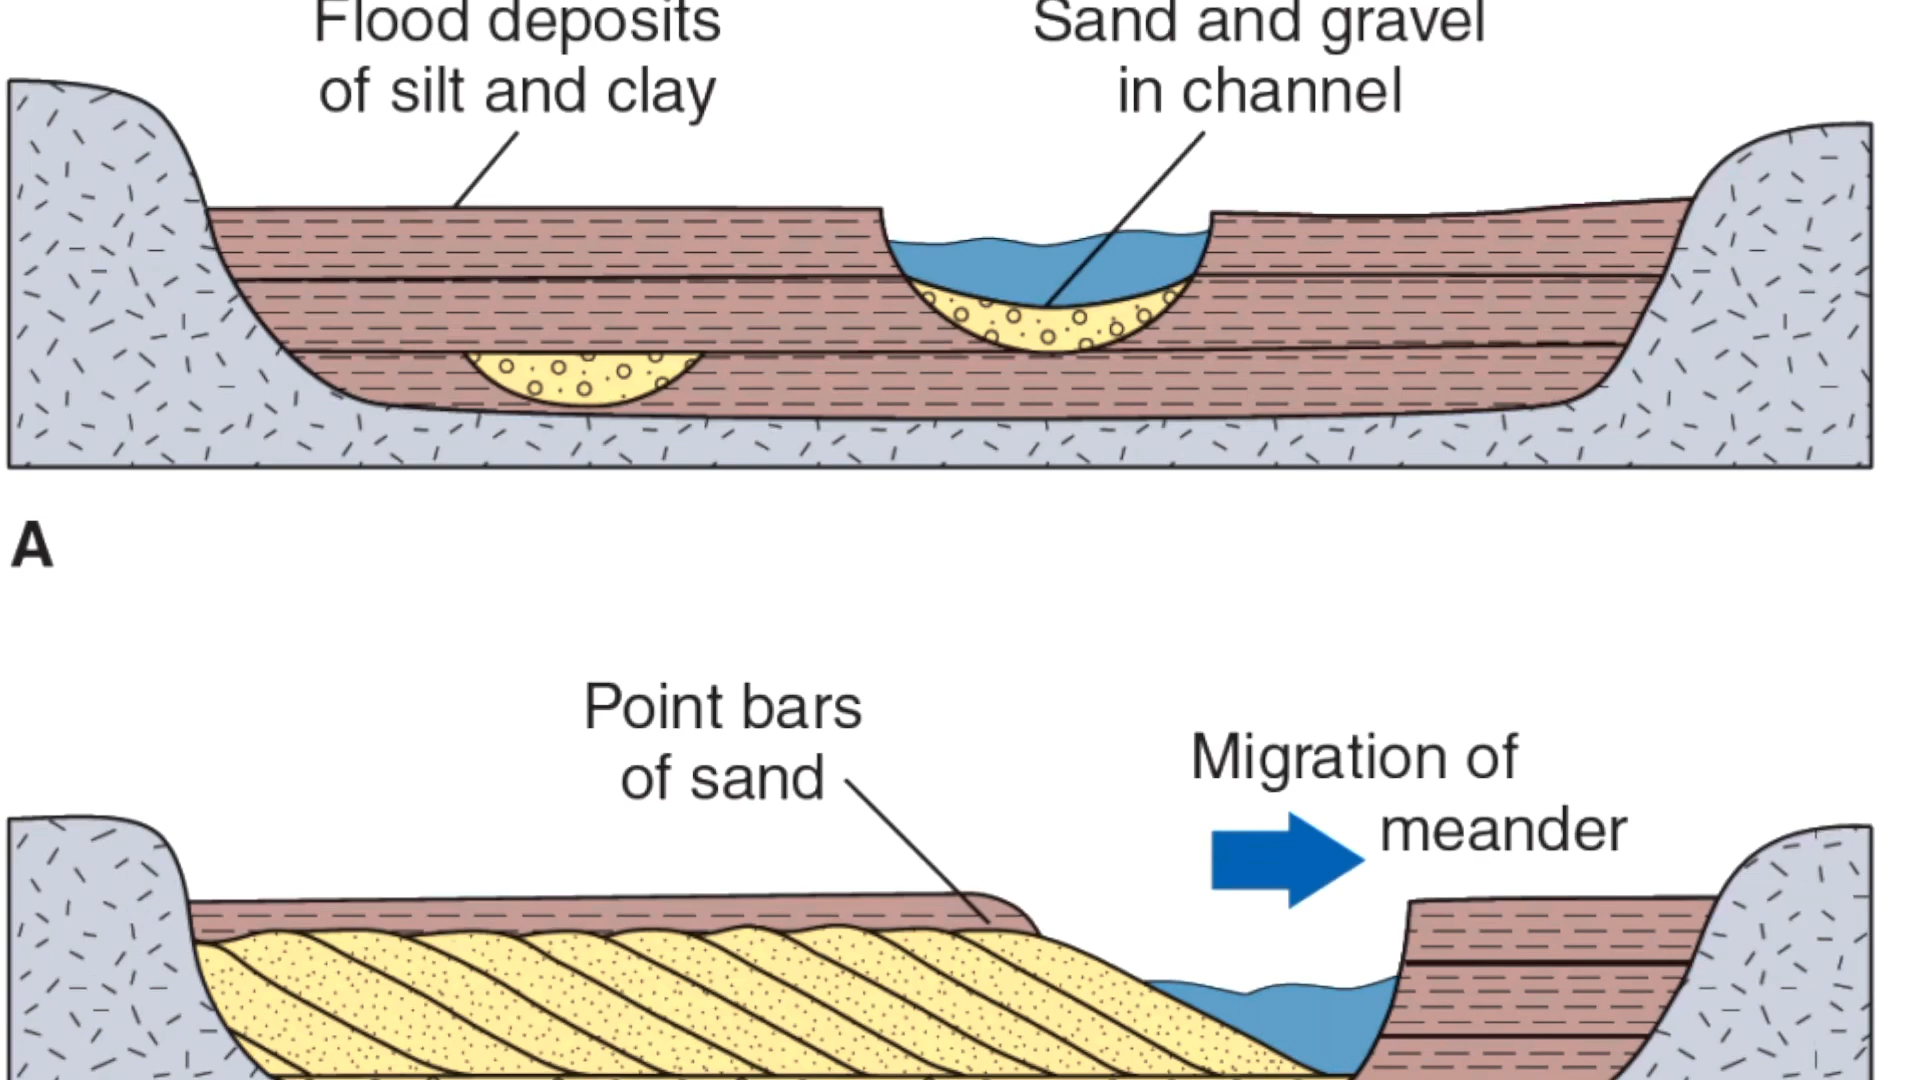 Flood deposits
of silt and clay
Sand and gravel
in channel
A
Point bars
of sand
Migration of
meander